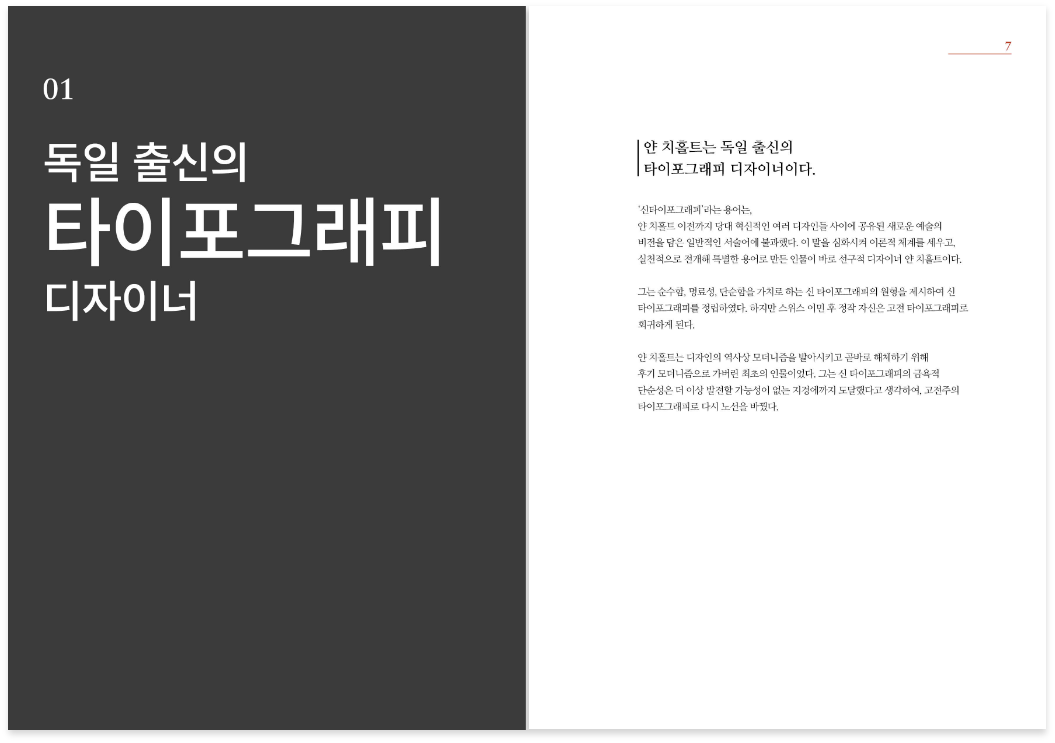 01
독일 출신의
타이포그래피
디자이너
7
얀 치홀트는 독일 출신의
타이포그래피 디자이너이다.
‘신타이포그래피’라는 용어는,
얀 치홀트 이전까지 당대 혁신적인 여러 디자인들 사이에 공유된 새로운 예술의
비전을 담은 일반적인 서술어에 불과했다. 이 말을 심화시켜 이론적 체계를 세우고,
실천적으로 전개해 특별한 용어로 만든 인물이 바로 선구적 디자이너 얀 치홀트이다.
그는 순수함, 명료성, 단순함을 가치로 하는 신 타이포그래피의 원형을 제시하여 신
타이포그래피를 정립하였다. 하지만 스위스 이민 후 정작 자신은 고전 타이포그래피로
회귀하게 된다.
얀 치홀트는 디자인의 역사상 모더니즘을 발아시키고 곧바로 해체하기 위해
후기 모더니즘으로 가버린 최초의 인물이었다. 그는 신 타이포그래피의 금욕적
단순성은 더 이상 발전할 가능성이 없는 지경에까지 도달했다고 생각하여, 고전주의
타이포그래피로 다시 노선을 바꿨다.